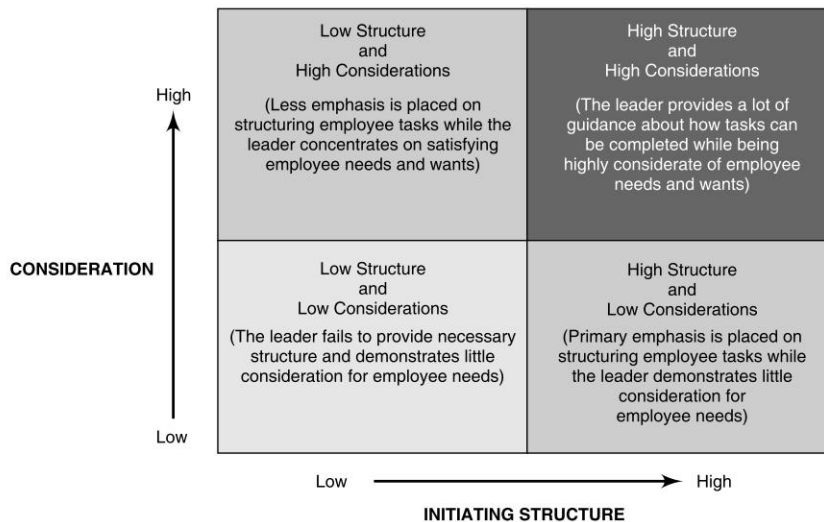 Low Structure
and
High Considerations
(Less emphasis is placed on
structuring employee tasks while the
leader concentrates on satisfying
employee needs and wants)
High Structure
and
High Considerations
(The leader provides a lot of
guidance about how tasks can
be completed while being
highly considerate of employee
needs and wants)
High
CONSIDERATION
Low Structure
and
Low Considerations
(The leader fails to provide necessary
structure and demonstrates little
consideration for employee needs)
High Structure
and
Low Considerations
(Primary emphasis is placed on
structuring employee tasks while
the leader demonstrates little
consideration for
employee needs)
Low
Low
High
INITIATING STRUCTURE